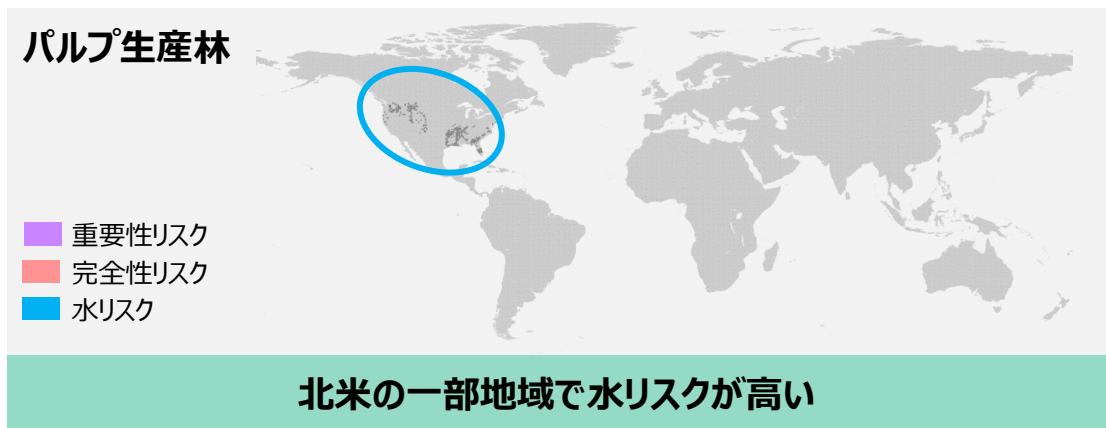 パルプ生産林
重要性リスク
完全性リスク
水リスク
北米の一部地域で水リスクが高い